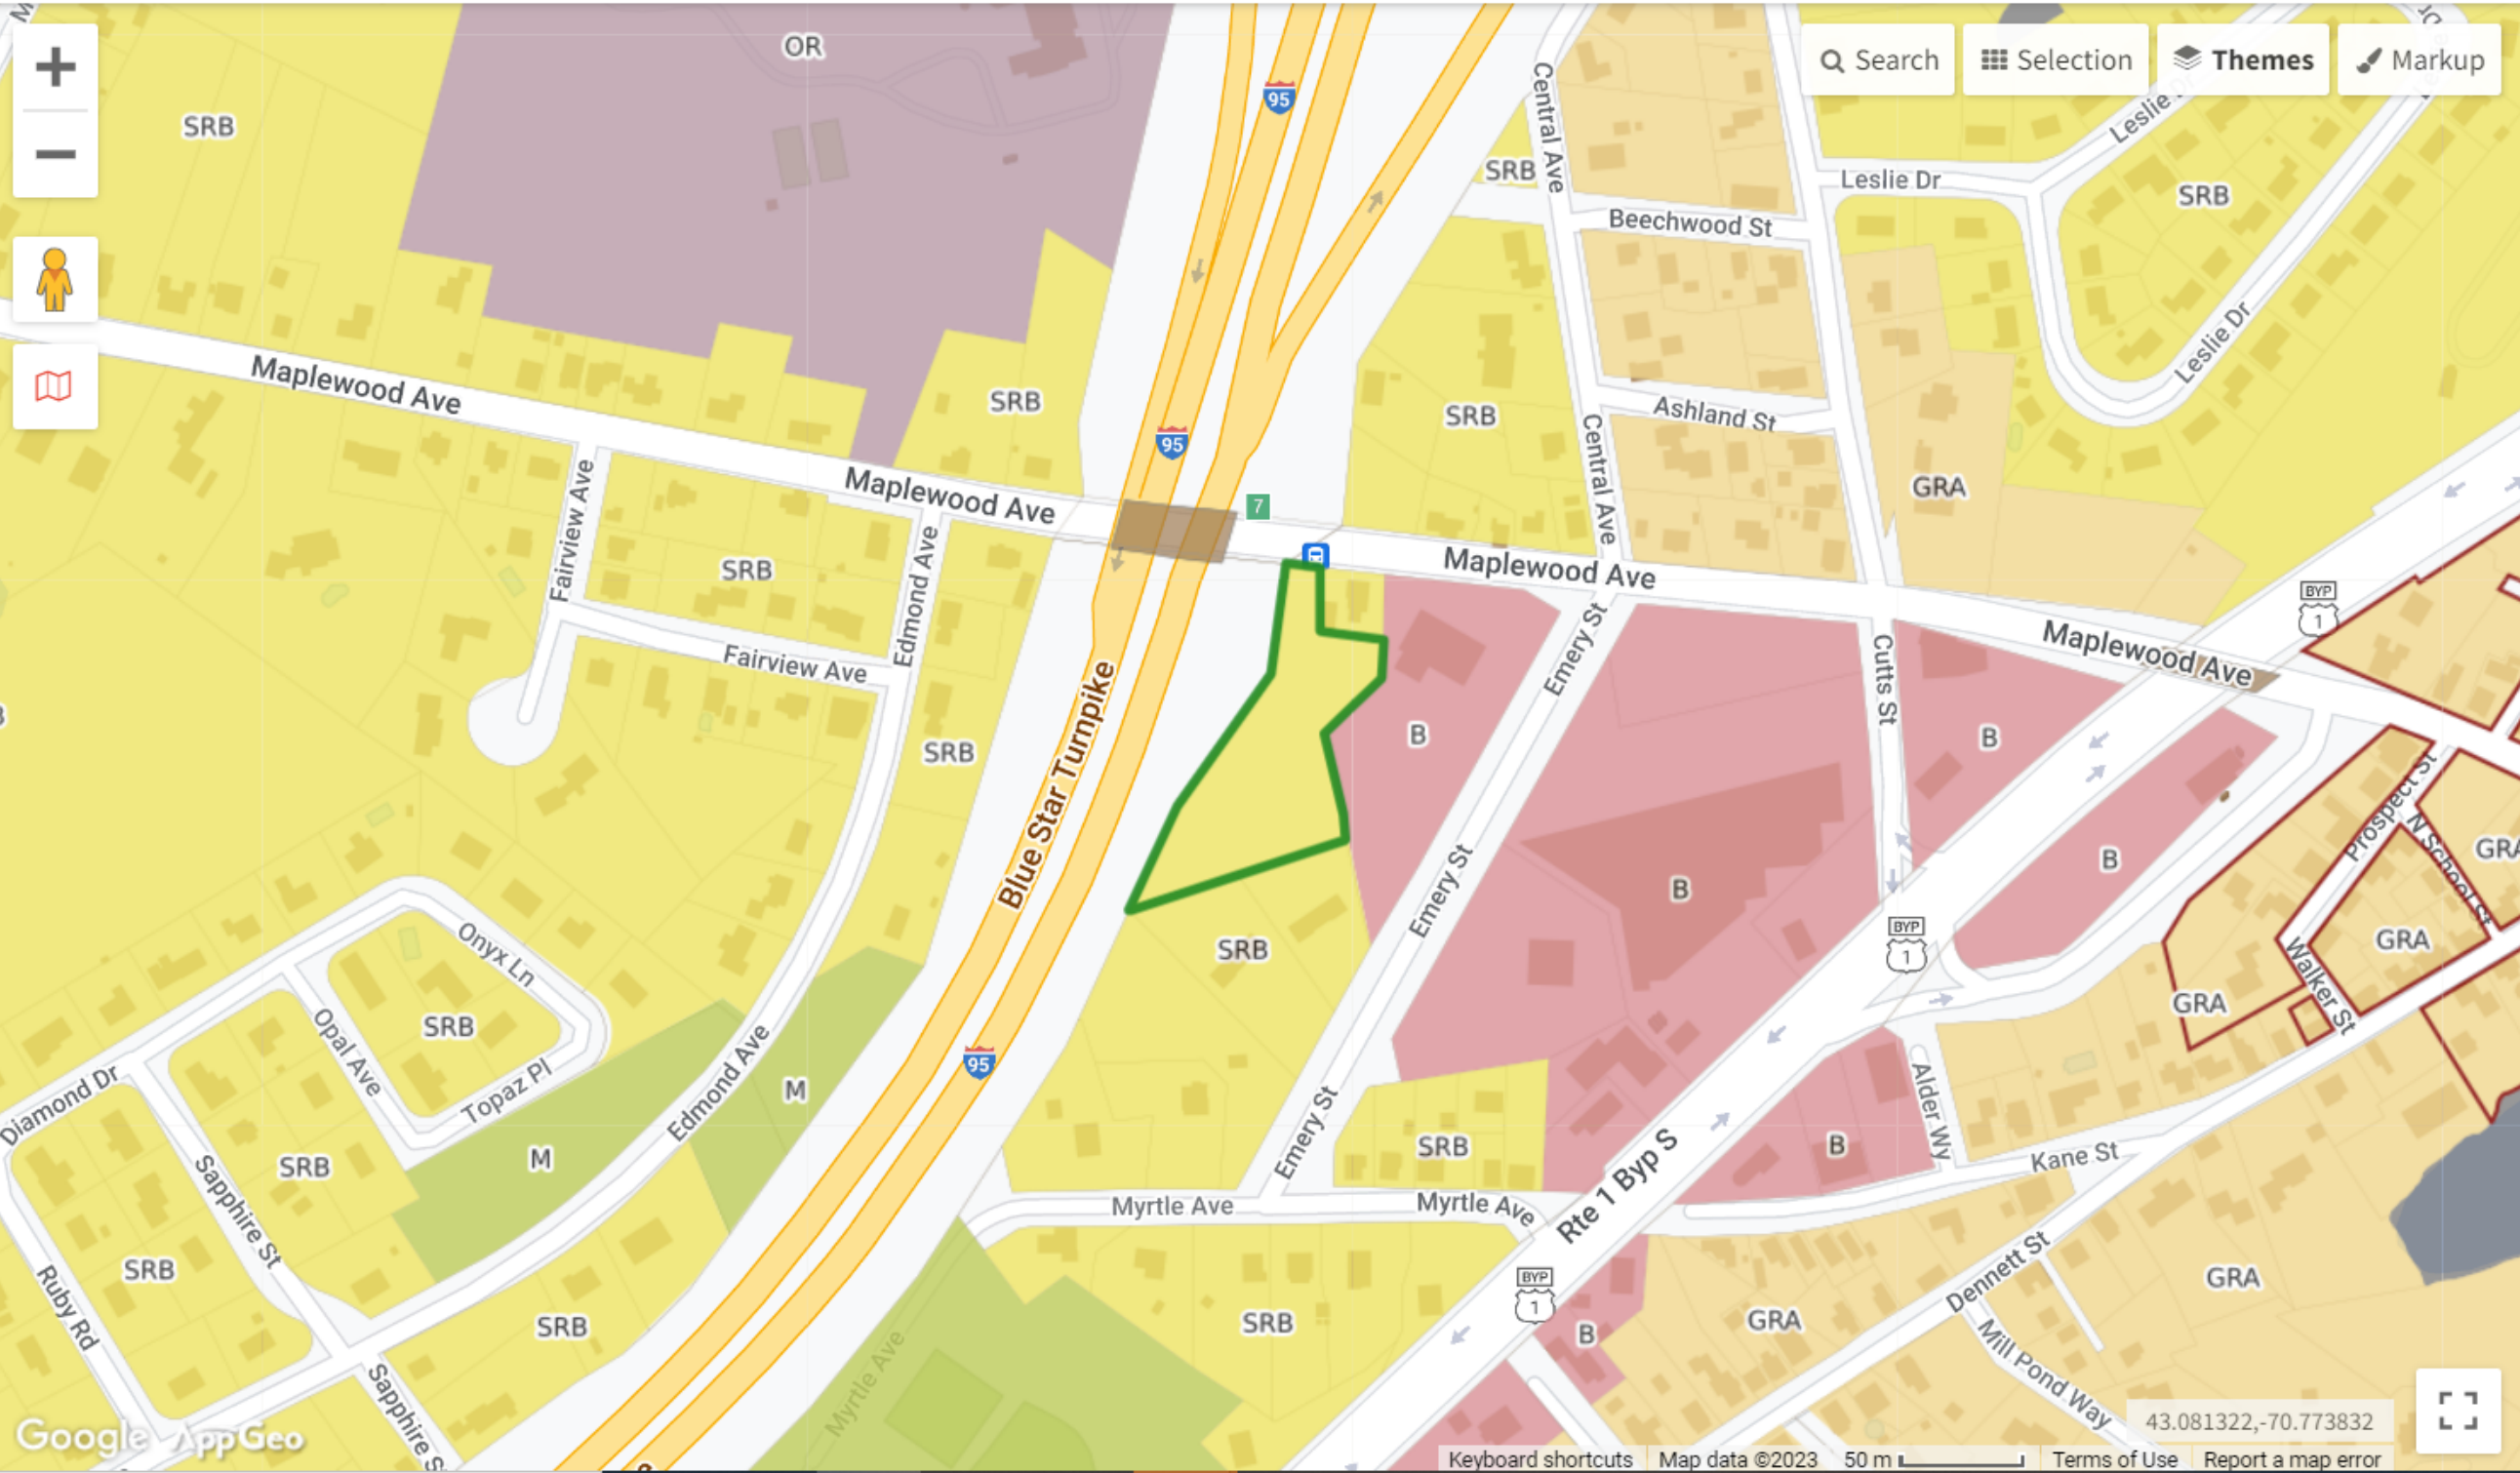 OR
95
Search
Selection
Themes
Markup
SRB
Central Ave
Leslie Dr
SRB
Leslie Dr
SRB
Beechwood St
Leslie Dr
Maplewood Ave
SRB
SRB
Ashland St
95
Central Ave
GRA
Maplewood Ave
7
Fairview Ave
Edmond Ave
SRB
Maplewood Ave
BYP
1
Maplewood Ave
Fairview Ave
Emery St
Cutts St
SRB
Blue Star Turnpike
B
B
Prospect St
N School St
GRA
B
B
Emery St
Onyx Ln
SRB
BYP
1
GRA
Walker St
GRA
SRB
Opal Ave
Topaz Pl
95
M
Edmond Ave
Diamond Dr
Alder Wy
Emery St
SRB
B
Kane St
M
SRB
Sapphire St
Myrtle Ave
Myrtle Ave
Rte 1 Byp S
SRB
Ruby Rd
Dennett St
GRA
BYP
1
SRB
SRB
B
GRA
Mill Pond Way
Myrtle Ave
Sapphire S
Google AppGeo
43.081322,-70.773832
Keyboard shortcuts
Map data ©2023
50 m
Terms of Use
Report a map error